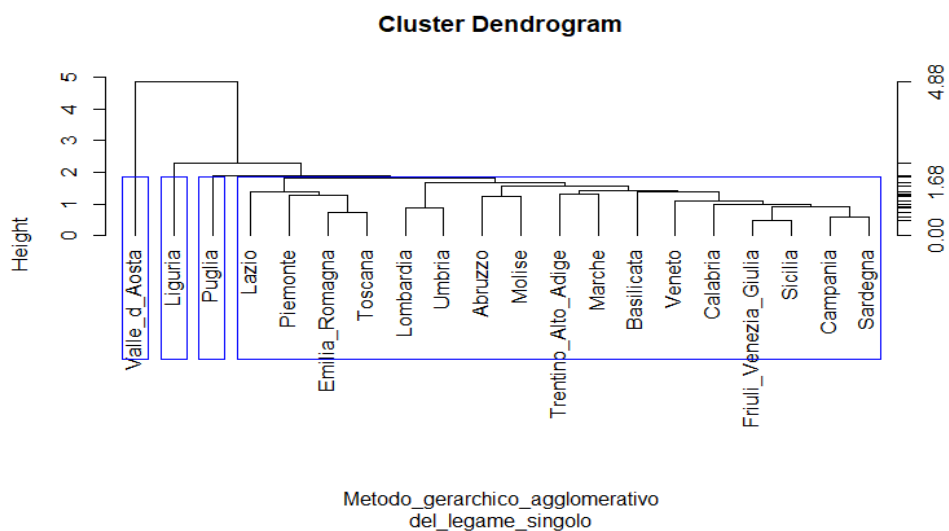 Cluster Dendrogram
Height
5
4
3
2
1
0
4.88
1.68
0.00
Valle_d_Aosta
Liguria
Puglia
Lazio
Piemonte
Emilia_Romagna
Toscana
Lombardia
Umbria
Abruzzo
Molise
Trentino_Alto_Adige
Marche
Basilicata
Veneto
Calabria
Friuli_Venezia_Giulia
Sicilia
Campania
Sardegna
Metodo_gerarchico_agglomerativo
del_legame_singolo